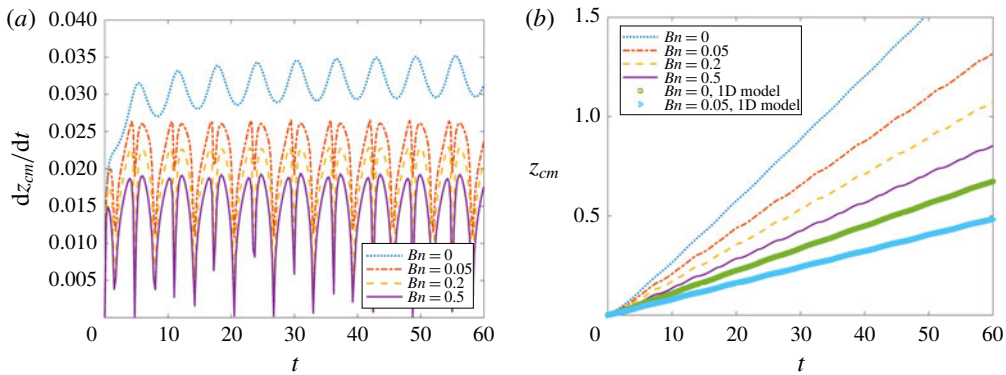 (a)
0.040
0.035
0.030
0.025
0.020
0.015
0.010
0.005
dz_cm/dt
Bn = 0
Bn = 0.05
Bn = 0.2
Bn = 0.5
0 10 20 30 40 50 60
t
(b)
1.5
1.0
0.5
z_cm
Bn = 0
Bn = 0.05
Bn = 0.2
Bn = 0.5
Bn = 0, 1D model
Bn = 0.05, 1D model
0 10 20 30 40 50 60
t